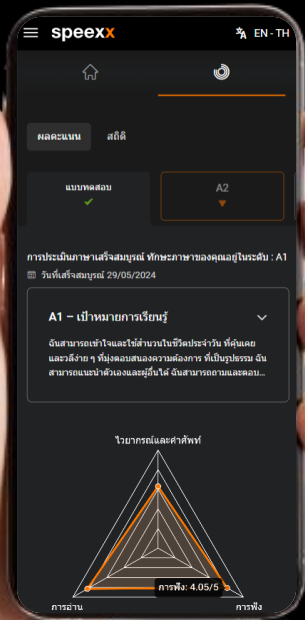 speexx
EN - TH
ผลคะแนน
สถิติ
แบบทดสอบ
A2
การประเมินภาษาเสร็จสมบูรณ์ ทักษะภาษาของคุณอยู่ในระดับ : A1
วันที่เสร็จสมบูรณ์ 29/05/2024
A1 – เป้าหมายการเรียนรู้
ฉันสามารถเข้าใจและใช้สำนวนในชีวิตประจำวัน ที่คุ้นเคย
และวลีง่าย ๆ ที่มุ่งตอบสนองความต้องการ ที่เป็นรูปธรรม ฉัน
สามารถแนะนำตัวเองและผู้อื่นได้ ฉันสามารถถามและตอบ...
ไวยากรณ์และคำศัพท์
การฟัง: 4.05/5
การอ่าน
การฟัง